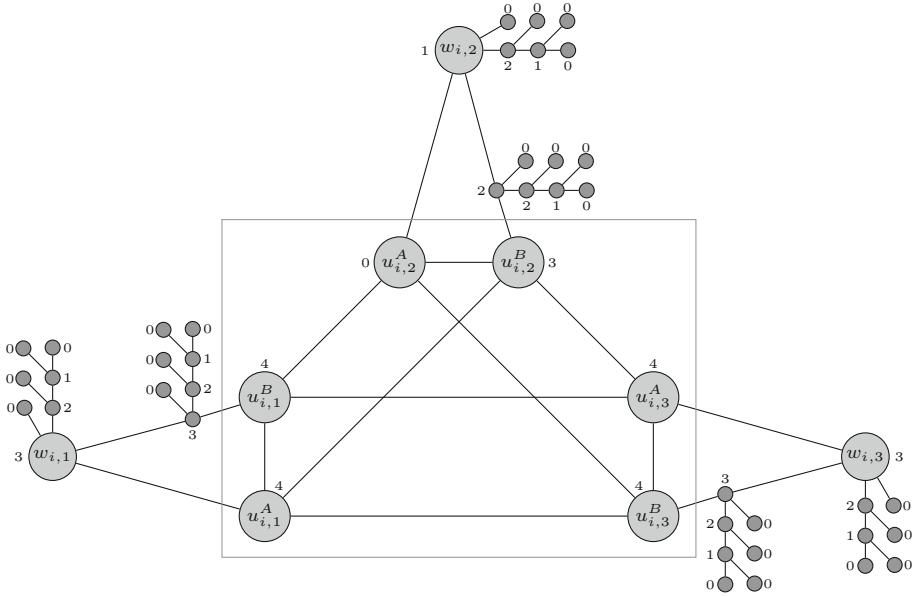 0 0 0
1 w_{i,2}
2 1 0
0 0 0
2
2 1 0
0 u^A_{i,2} u^B_{i,2} 3
0 0
0 0
0 1
0 1
0 2
0 2
0
3
4 4
u^B_{i,1} u^A_{i,3}
3 w_{i,1} w_{i,3} 3
4 4
u^A_{i,1} u^B_{i,3}
3
2 0
2 0
1 0
1 0
0 0
0 0